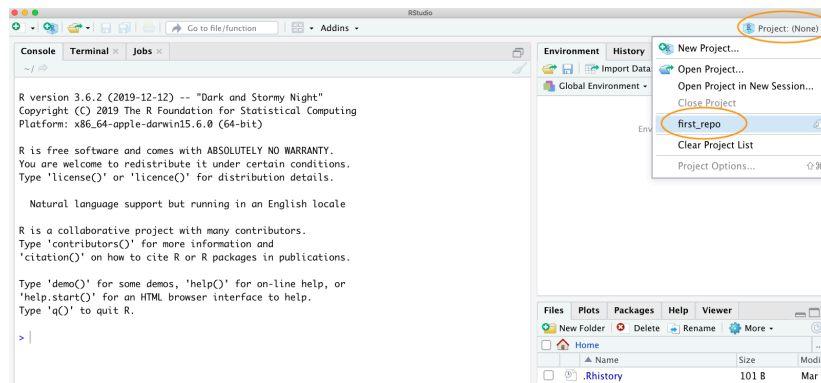 RStudio
Go to file/function
Addins
Project: (None)
Console Terminal Jobs
~/
R version 3.6.2 (2019-12-12) -- "Dark and Stormy Night"
Copyright (C) 2019 The R Foundation for Statistical Computing
Platform: x86_64-apple-darwin15.6.0 (64-bit)
R is free software and comes with ABSOLUTELY NO WARRANTY.
You are welcome to redistribute it under certain conditions.
Type 'license()' or 'licence()' for distribution details.
Natural language support but running in an English locale
R is a collaborative project with many contributors.
Type 'contributors()' for more information and
'citation()' on how to cite R or R packages in publications.
Type 'demo()' for some demos, 'help()' for on-line help, or
'help.start()' for an HTML browser interface to help.
Type 'q()' to quit R.
>
Environment History
Import Data
Global Environment
Env
New Project...
Open Project...
Open Project in New Session...
Close Project
first_repo
Clear Project List
Project Options... ⇧⌘
Files Plots Packages Help Viewer
New Folder Delete Rename More
Home ..
Name Size Modi
.Rhistory 101 B Mar